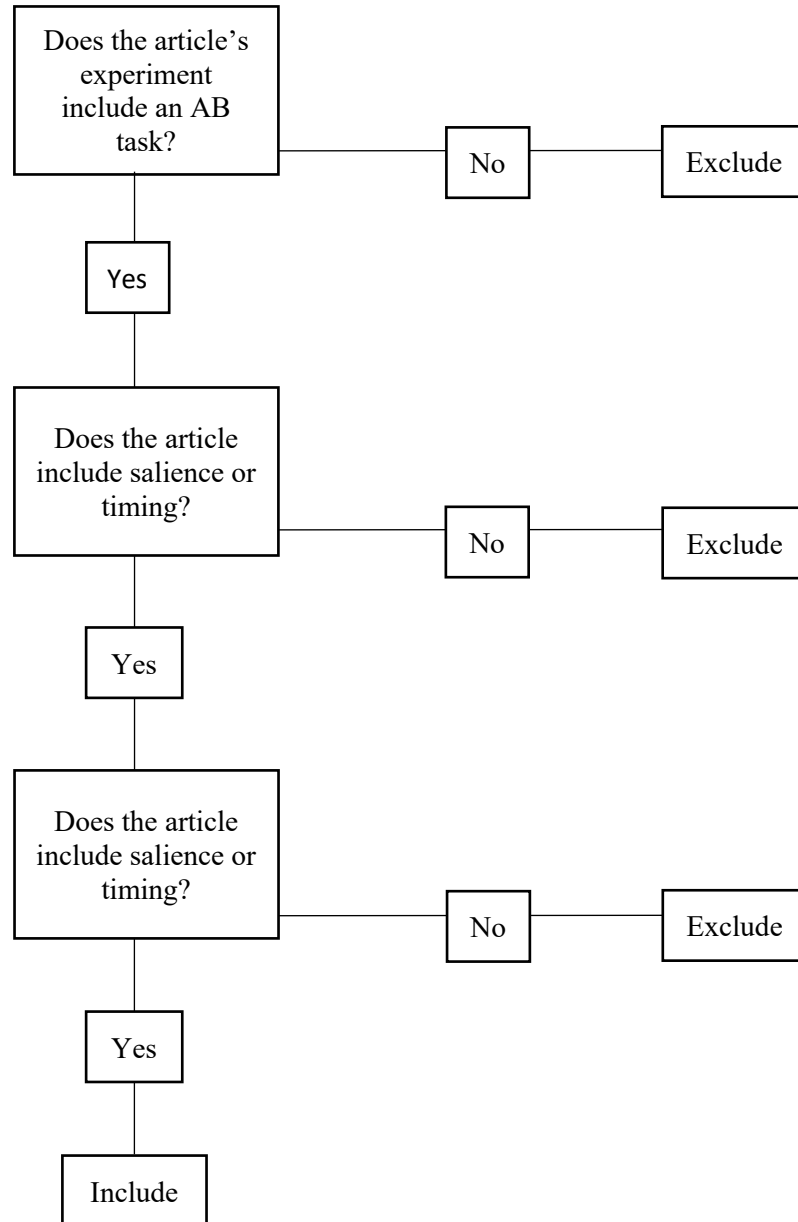 Does the article’s
experiment
include an AB
task?
No
Exclude
Yes
Does the article
include salience or
timing?
No
Exclude
Yes
Does the article
include salience or
timing?
No
Exclude
Yes
Include